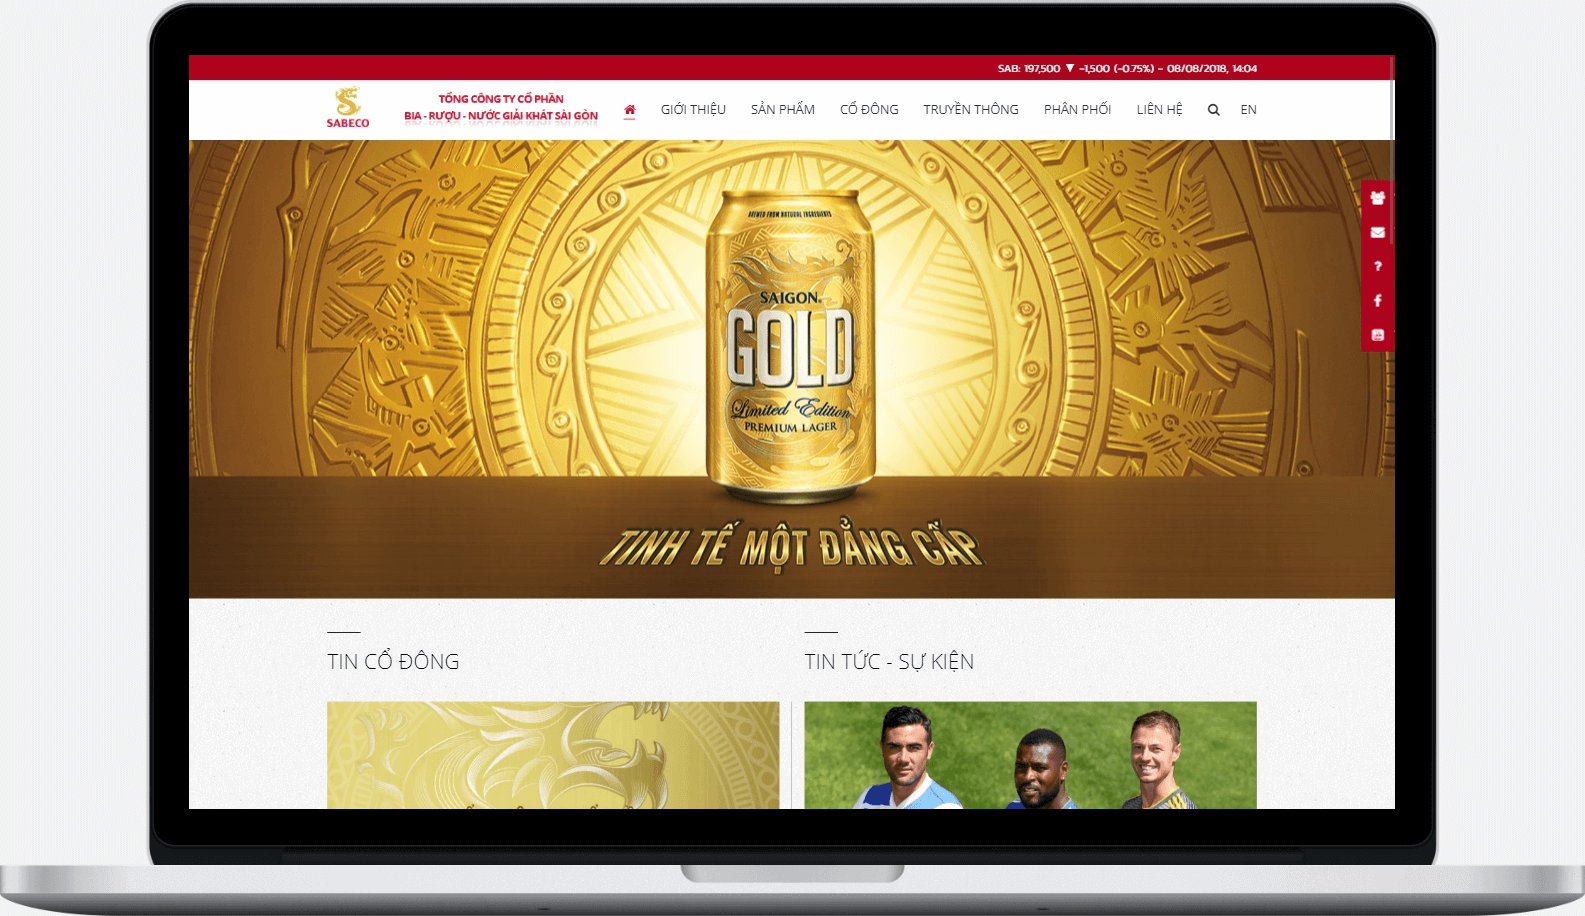 SAB: 197,500 ▼ -1,500 (-0.75%) - 08/08/2018, 14:04
SABECO
TỔNG CÔNG TY CỔ PHẦN
BIA - RƯỢU - NƯỚC GIẢI KHÁT SÀI GÒN
GIỚI THIỆU SẢN PHẨM CỔ ĐÔNG TRUYỀN THÔNG PHÂN PHỐI LIÊN HỆ EN
BREWED FROM NATURAL INGREDIENTS
SAIGON
GOLD
Limited Edition
PREMIUM LAGER
?
f
TINH TẾ MỘT ĐẲNG CẤP
TIN CỔ ĐÔNG
TIN TỨC - SỰ KIỆN